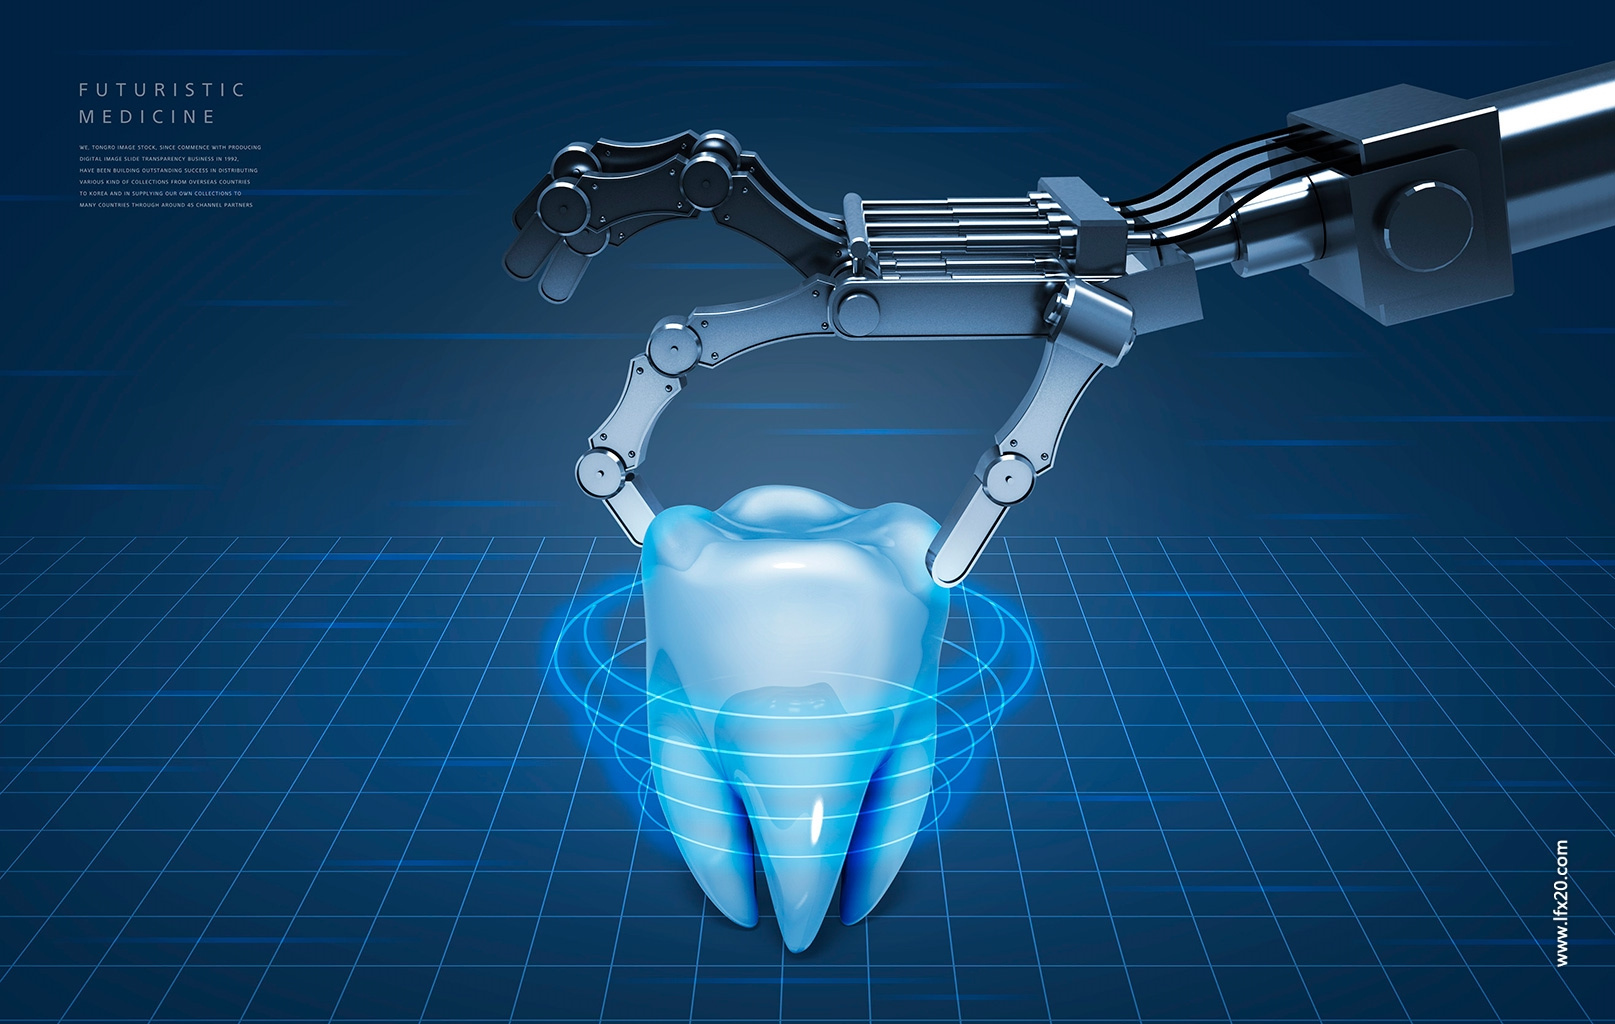 FUTURISTIC
MEDICINE
WE, TONGRO IMAGE STOCK, SINCE COMMENCE WITH PRODUCING
DIGITAL IMAGE SLIDE TRANSPARENCY BUSINESS IN 1992,
HAVE BEEN BUILDING OUTSTANDING SUCCESS IN DISTRIBUTING
VARIOUS KIND OF COLLECTIONS FROM OVERSEAS COUNTRIES
TO KOREA AND IN SUPPLYING OUR OWN COLLECTIONS TO
MANY COUNTRIES THROUGH AROUND 45 CHANNEL PARTNERS
www.lfx20.com